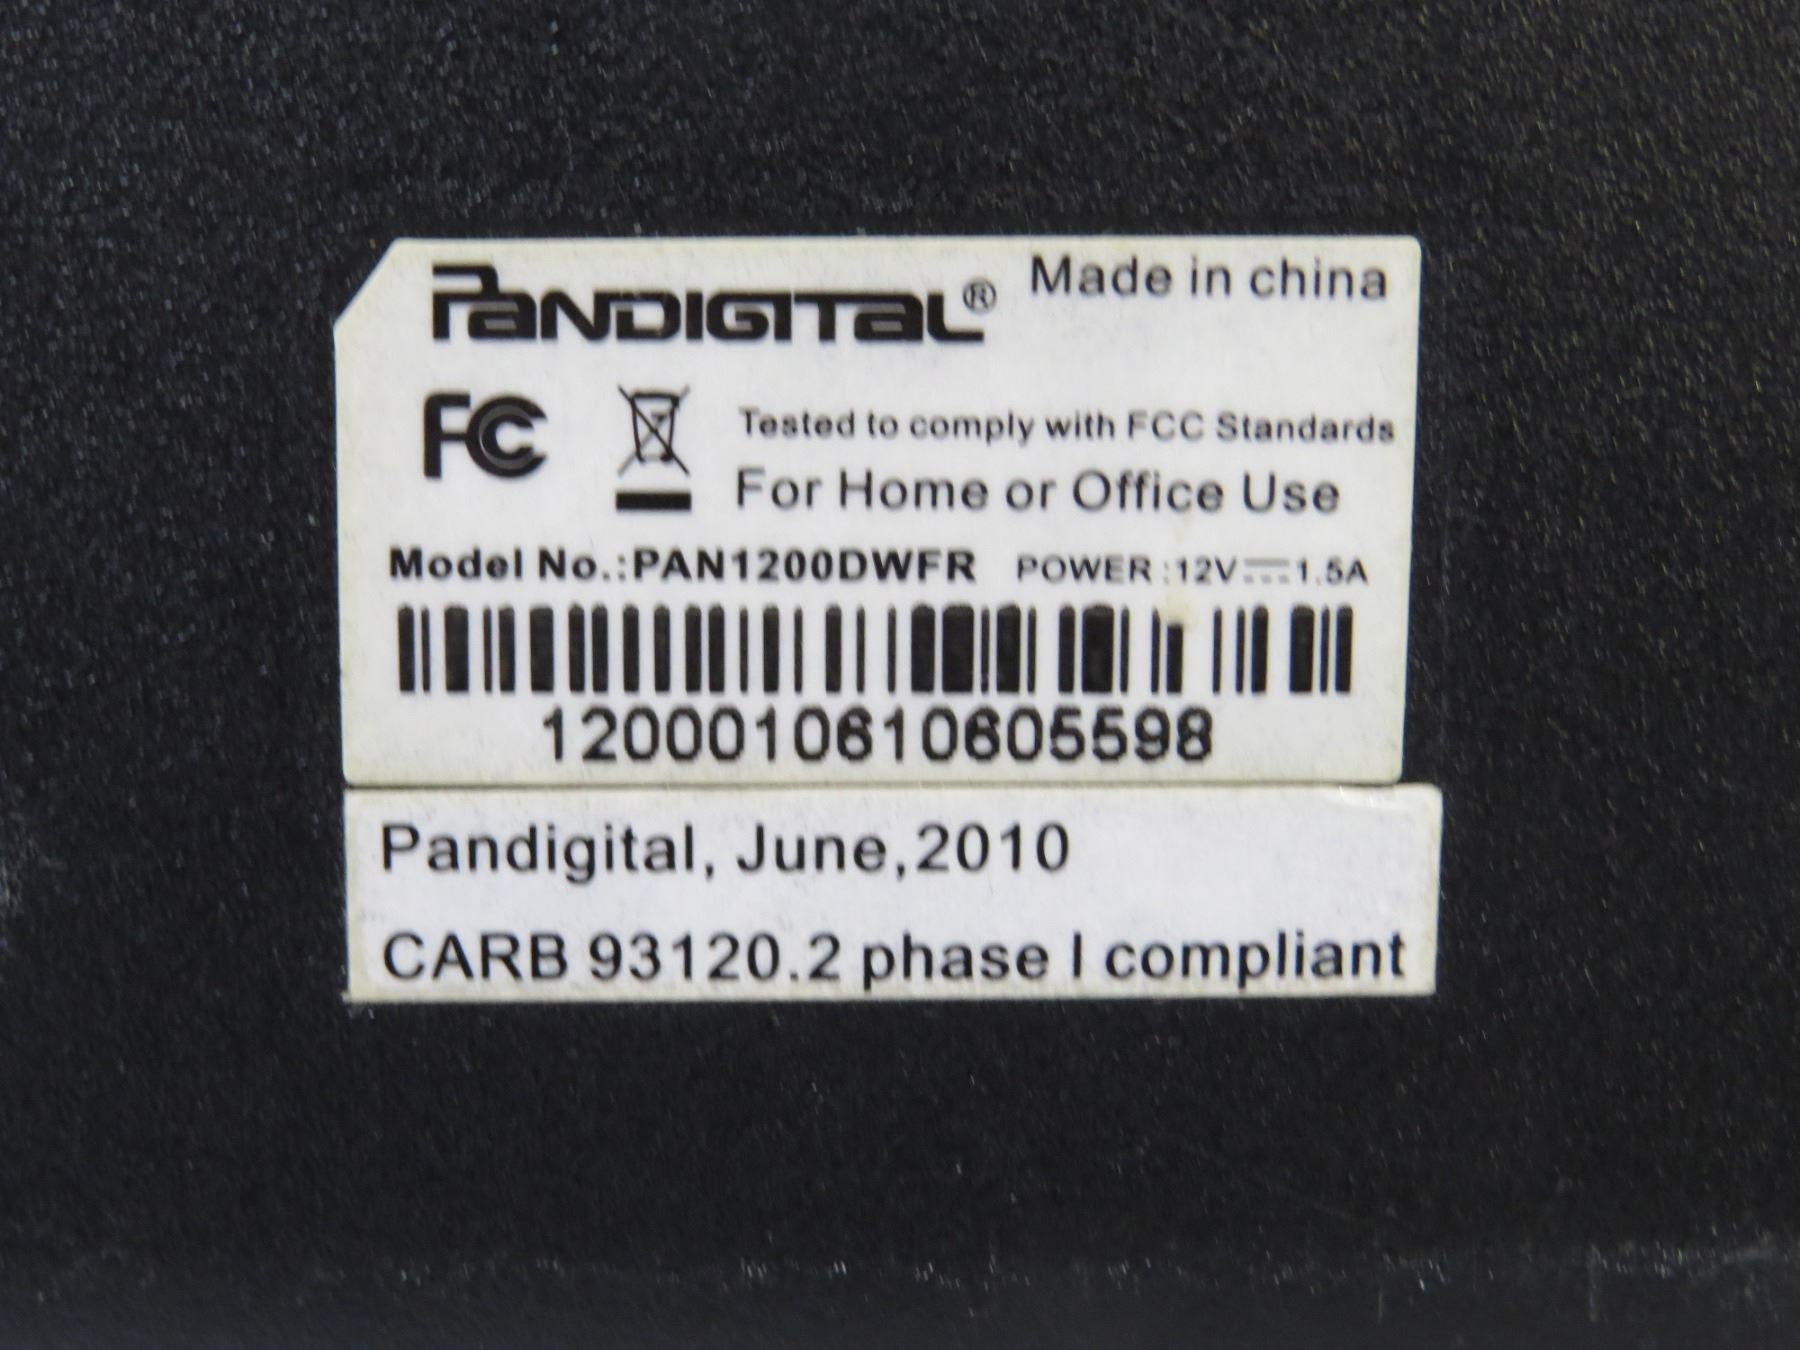 PANDIGITAL® Made in china
FC
Tested to comply with FCC Standards
For Home or Office Use
Model No.:PAN1200DWFR POWER:12V⎓1.5A
1200010610605598
Pandigital, June,2010
CARB 93120.2 phase I compliant